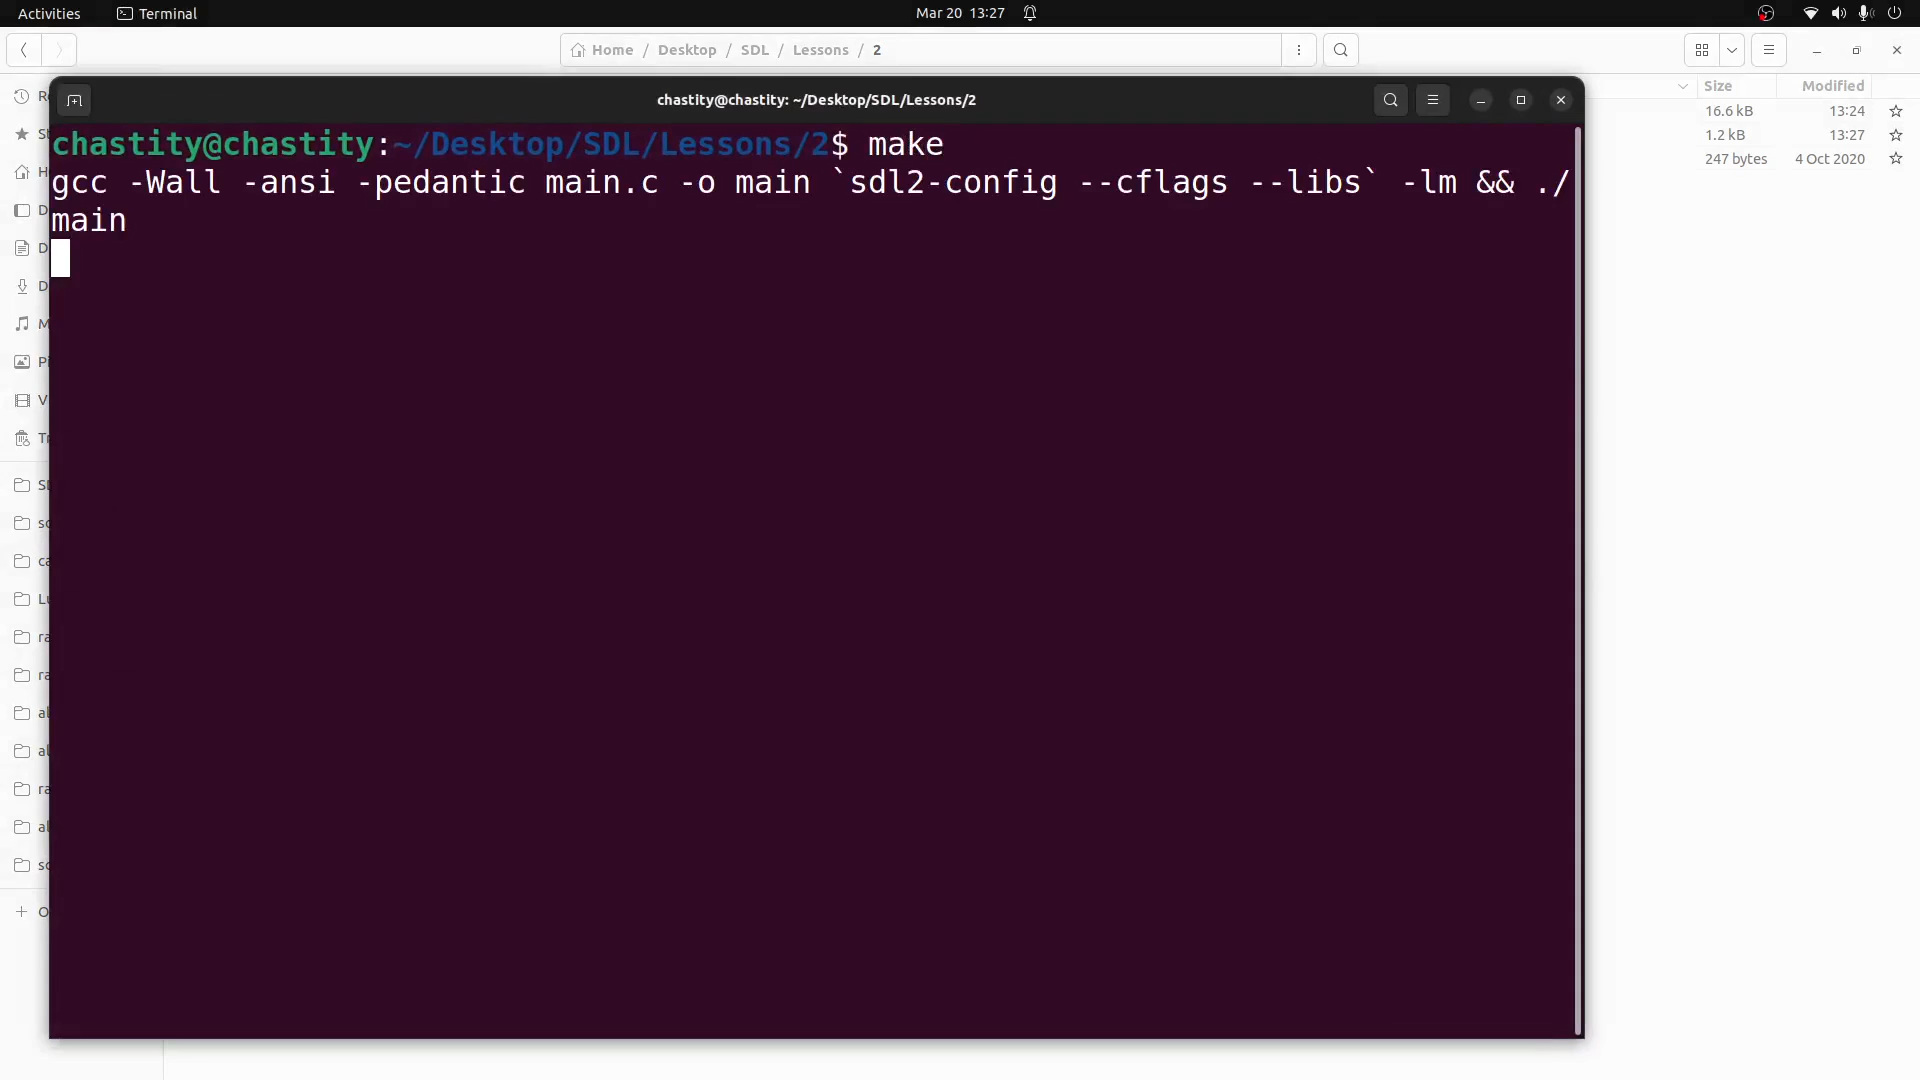 Activities
Terminal
Mar 20 13:27
Home / Desktop / SDL / Lessons / 2
chastity@chastity: ~/Desktop/SDL/Lessons/2
Size Modified
16.6 kB 13:24
1.2 kB 13:27
247 bytes 4 Oct 2020
chastity@chastity:~/Desktop/SDL/Lessons/2$ make
gcc -Wall -ansi -pedantic main.c -o main `sdl2-config --cflags --libs` -lm && ./
main